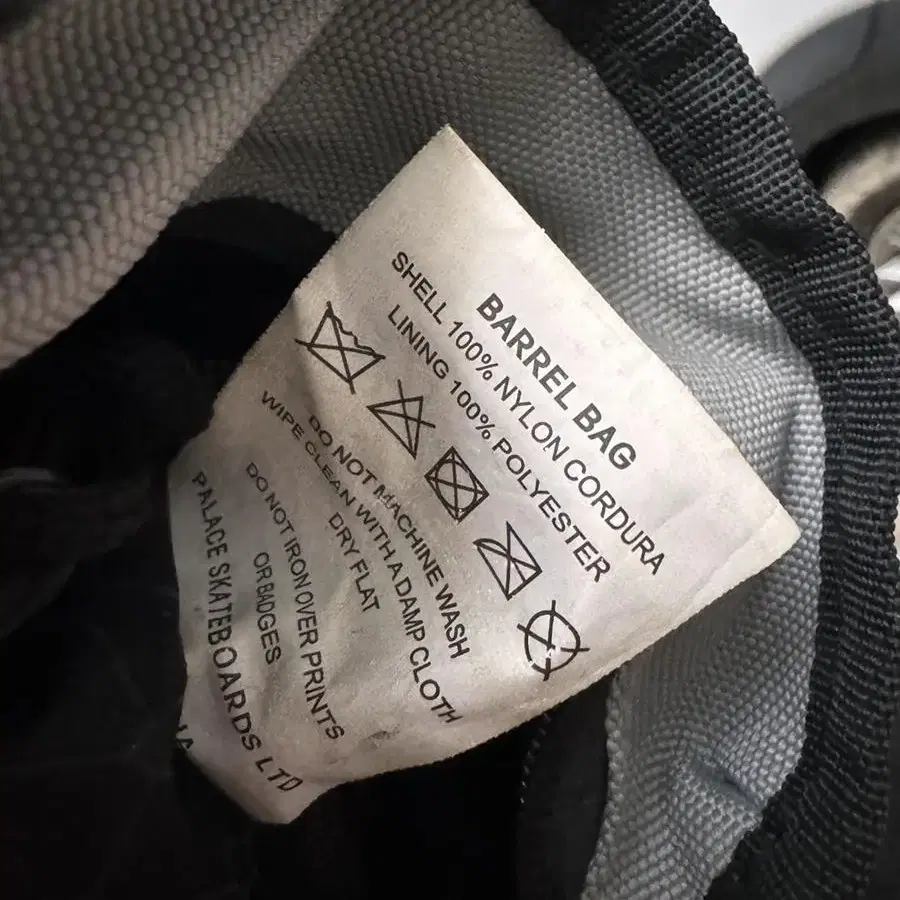 BARREL BAG
SHELL 100% NYLON CORDURA
LINING 100% POLYESTER
DO NOT MACHINE WASH
WIPE CLEAN WITH A DAMP CLOTH
DRY FLAT
DO NOT IRON OVER PRINTS
OR BADGES
PALACE SKATEBOARDS LTD